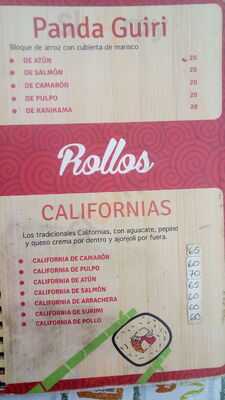 Panda Guiri
Bloque de arroz con cubierta de marisco
DE ATÚN 20
DE SALMÓN 20
DE CAMARÓN 20
DE PULPO 20
DE KANIKAMA 20
Rollos
CALIFORNIAS
Los tradicionales Californias, con aguacate, pepino
y queso crema por dentro y ajonjolí por fuera.
CALIFORNIA DE CAMARÓN 65
CALIFORNIA DE PULPO 60
CALIFORNIA DE ATÚN 70
CALIFORNIA DE SALMÓN 65
CALIFORNIA DE ARRACHERA 60
CALIFORNIA DE SURIMI 60
CALIFORNIA DE POLLO 60